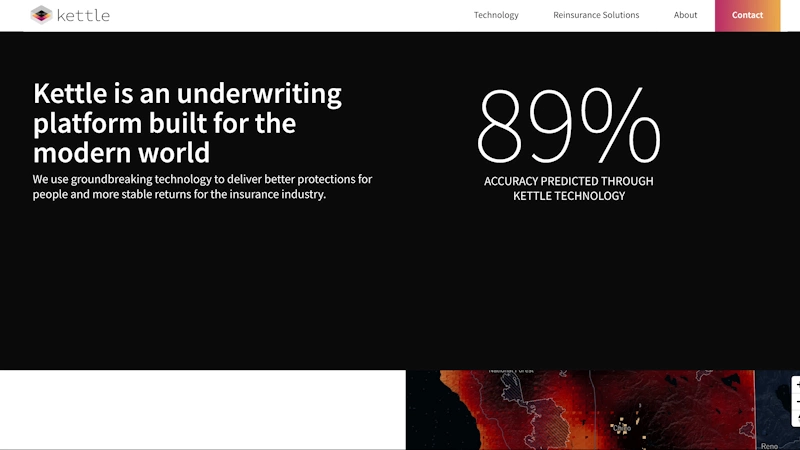 kettle
Technology
Reinsurance Solutions
About
Contact
Kettle is an underwriting
platform built for the
modern world
We use groundbreaking technology to deliver better protections for
people and more stable returns for the insurance industry.
89%
ACCURACY PREDICTED THROUGH
KETTLE TECHNOLOGY
National Forest
Chico
Reno